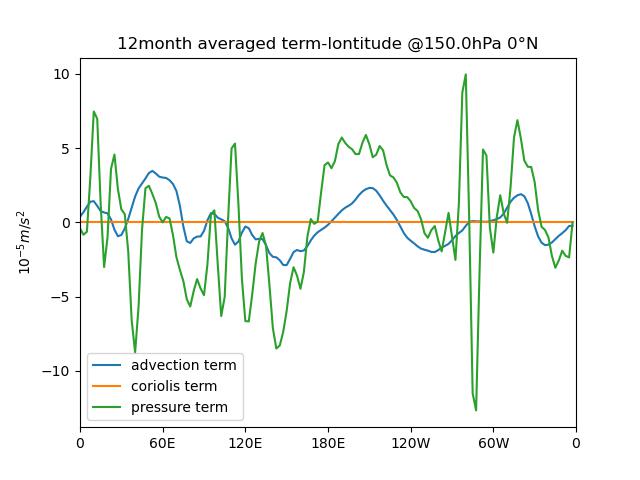 12month averaged term-lontitude @150.0hPa 0°N
10
5
0
−5
−10
10⁻⁵m/s²
advection term
coriolis term
pressure term
0 60E 120E 180E 120W 60W 0